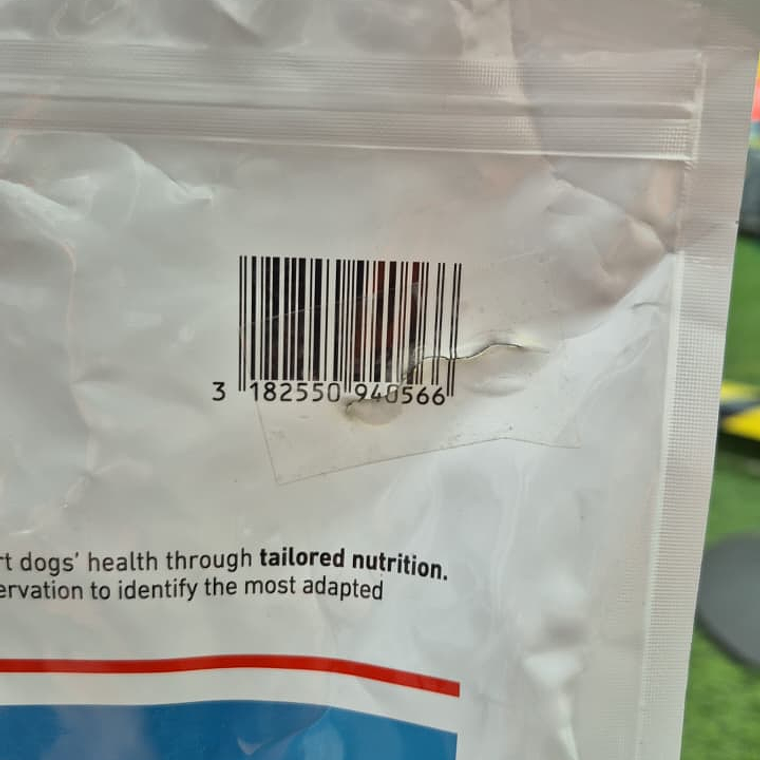 3 182550 940566
rt dogs' health through tailored nutrition.
ervation to identify the most adapted